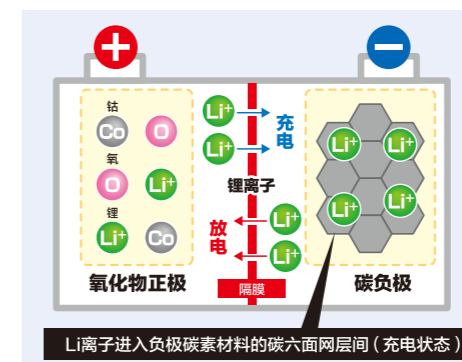 +
−
钴
Co
O
氧
O
Li+
锂
Li+
Co
氧化物正极
Li+
Li+
充电
锂离子
放电
Li+
Li+
隔膜
Li+
Li+
Li+
Li+
碳负极
Li离子进入负极碳素材料的碳六面网层间（充电状态）